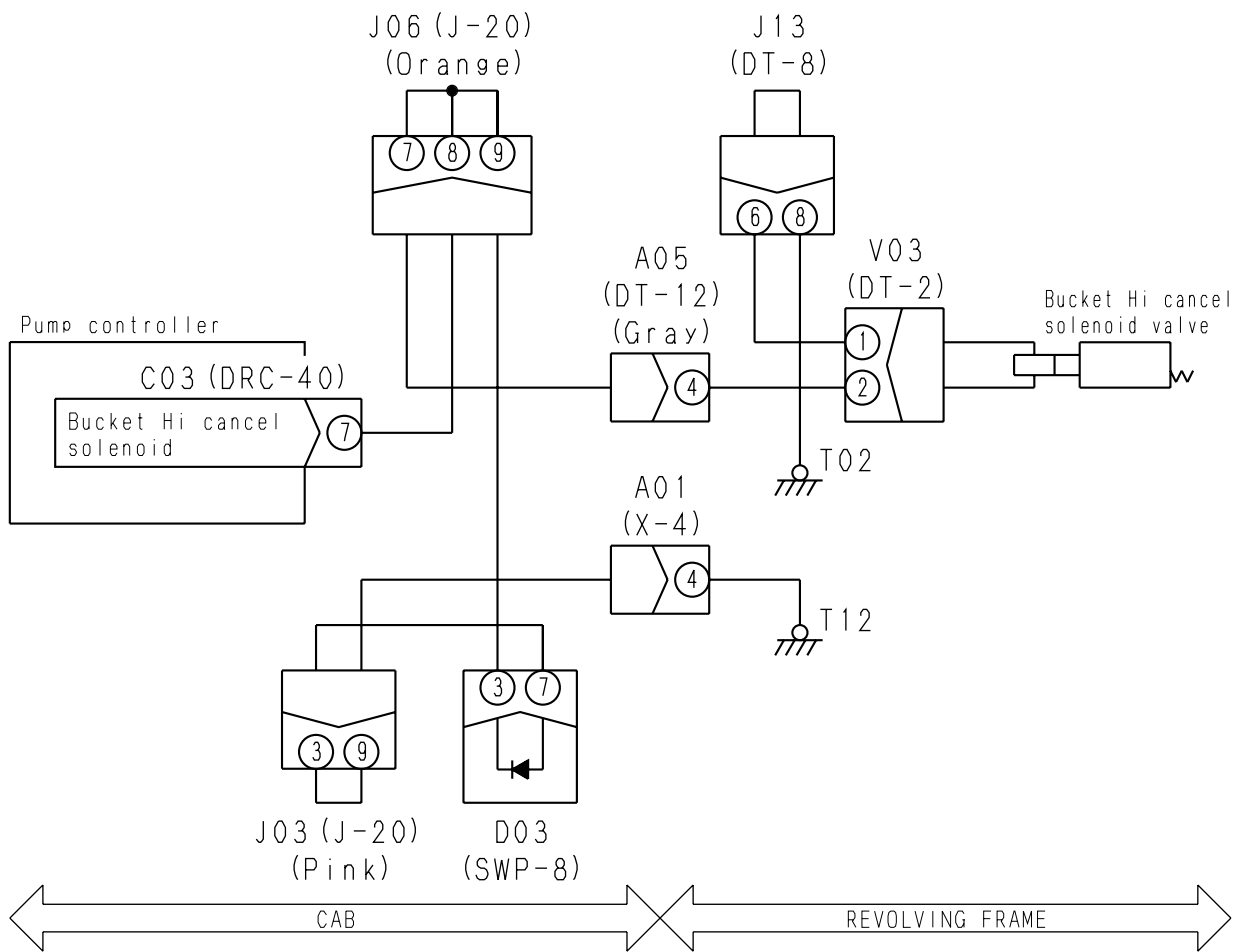 J06 (J-20)
(Orange)
7 8 9
J13
(DT-8)
6 8
A05
(DT-12)
(Gray)
4
V03
(DT-2)
1
2
Bucket Hi cancel
solenoid valve
Pump controller
C03 (DRC-40)
Bucket Hi cancel
solenoid
7
T02
A01
(X-4)
4
T12
3 9
J03 (J-20)
(Pink)
3 7
D03
(SWP-8)
CAB
REVOLVING FRAME